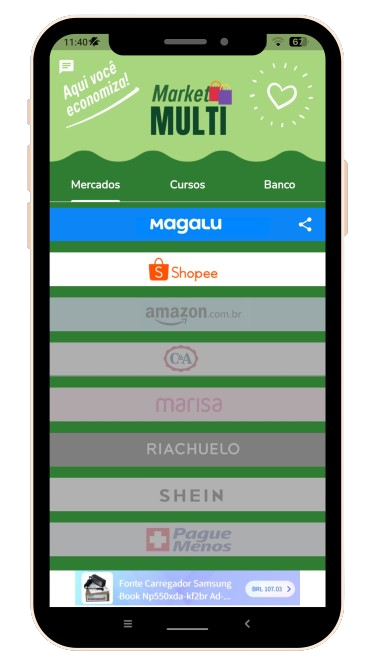 11:40
67
Aqui você
economiza!
Market
MULTI
Mercados
Cursos
Banco
MagaLu
S Shopee
amazon.com.br
C&A
marisa
RIACHUELO
SHEIN
Pague
Menos
Fonte Carregador Samsung
Book Np550xda-kf2br Ad-...
BRL 107.03